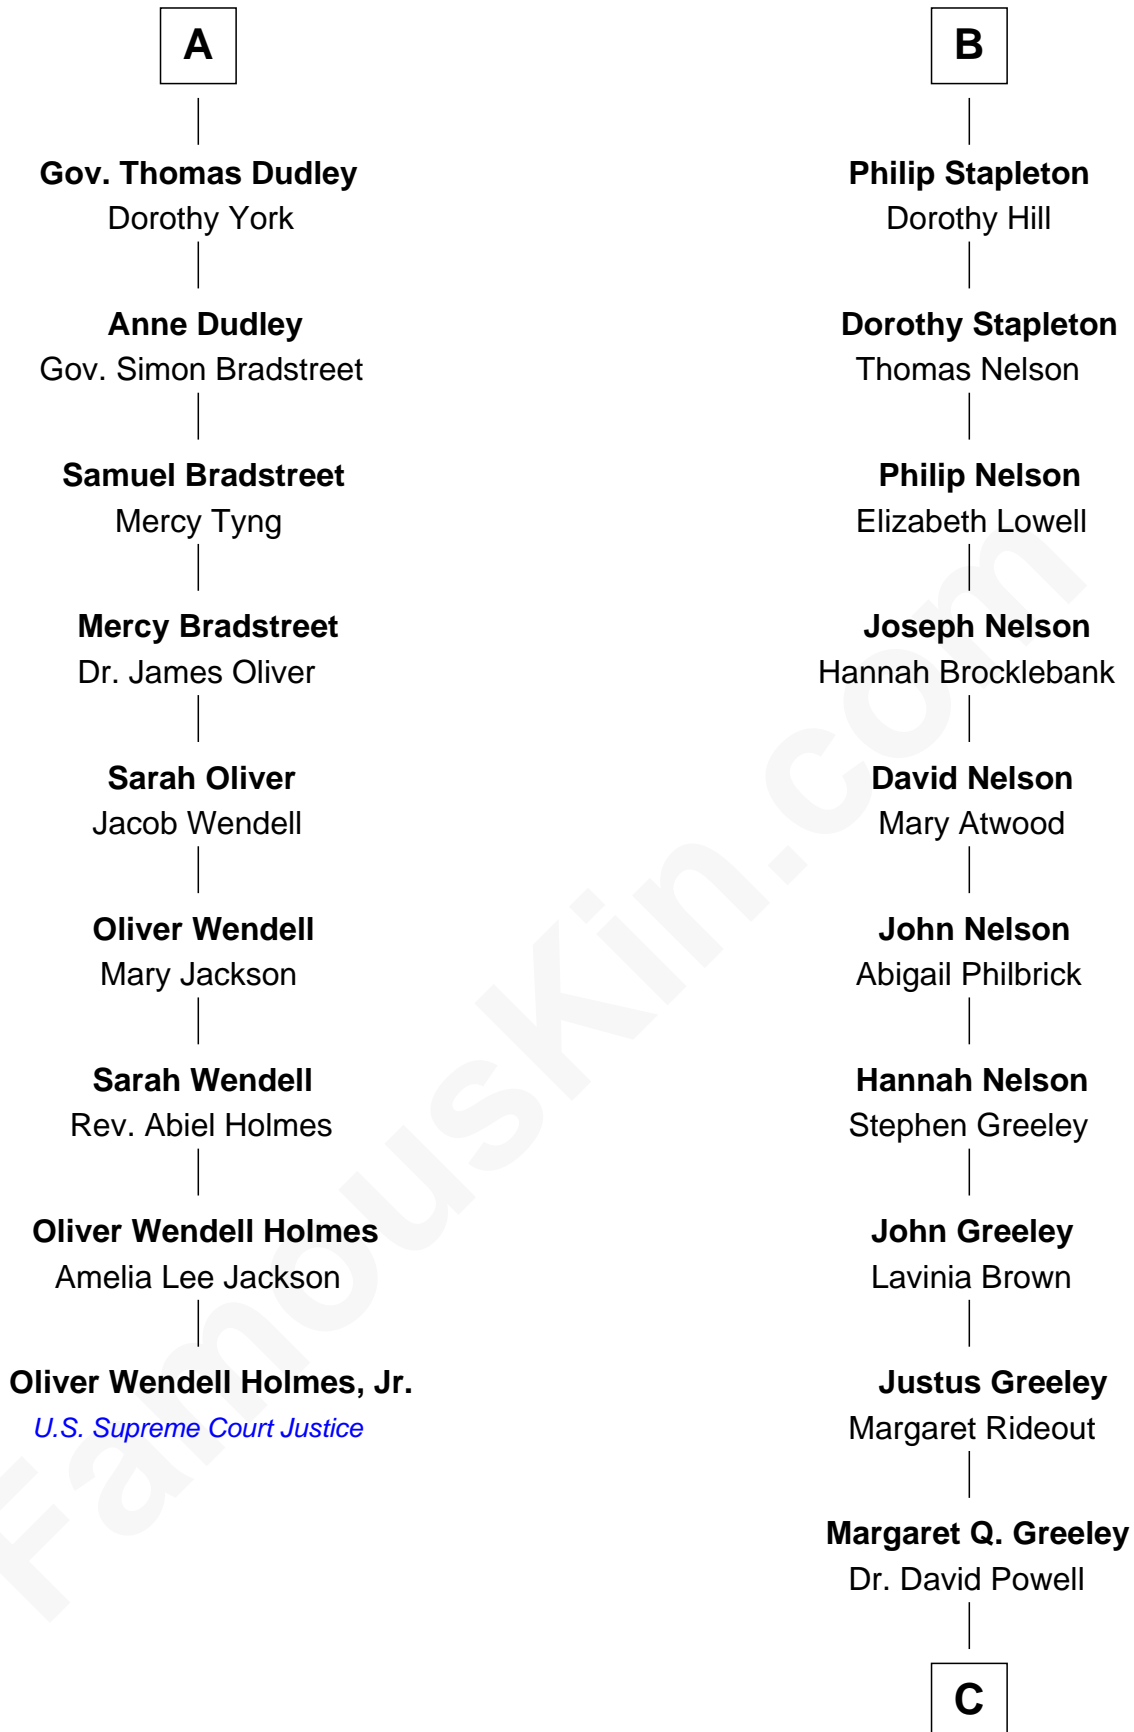 A
Gov. Thomas Dudley
Dorothy York
Anne Dudley
Gov. Simon Bradstreet
Samuel Bradstreet
Mercy Tyng
Mercy Bradstreet
Dr. James Oliver
Sarah Oliver
Jacob Wendell
Oliver Wendell
Mary Jackson
Sarah Wendell
Rev. Abiel Holmes
Oliver Wendell Holmes
Amelia Lee Jackson
Oliver Wendell Holmes, Jr.
U.S. Supreme Court Justice
B
Philip Stapleton
Dorothy Hill
Dorothy Stapleton
Thomas Nelson
Philip Nelson
Elizabeth Lowell
Joseph Nelson
Hannah Brocklebank
David Nelson
Mary Atwood
John Nelson
Abigail Philbrick
Hannah Nelson
Stephen Greeley
John Greeley
Lavinia Brown
Justus Greeley
Margaret Rideout
Margaret Q. Greeley
Dr. David Powell
C
FamousKin.com